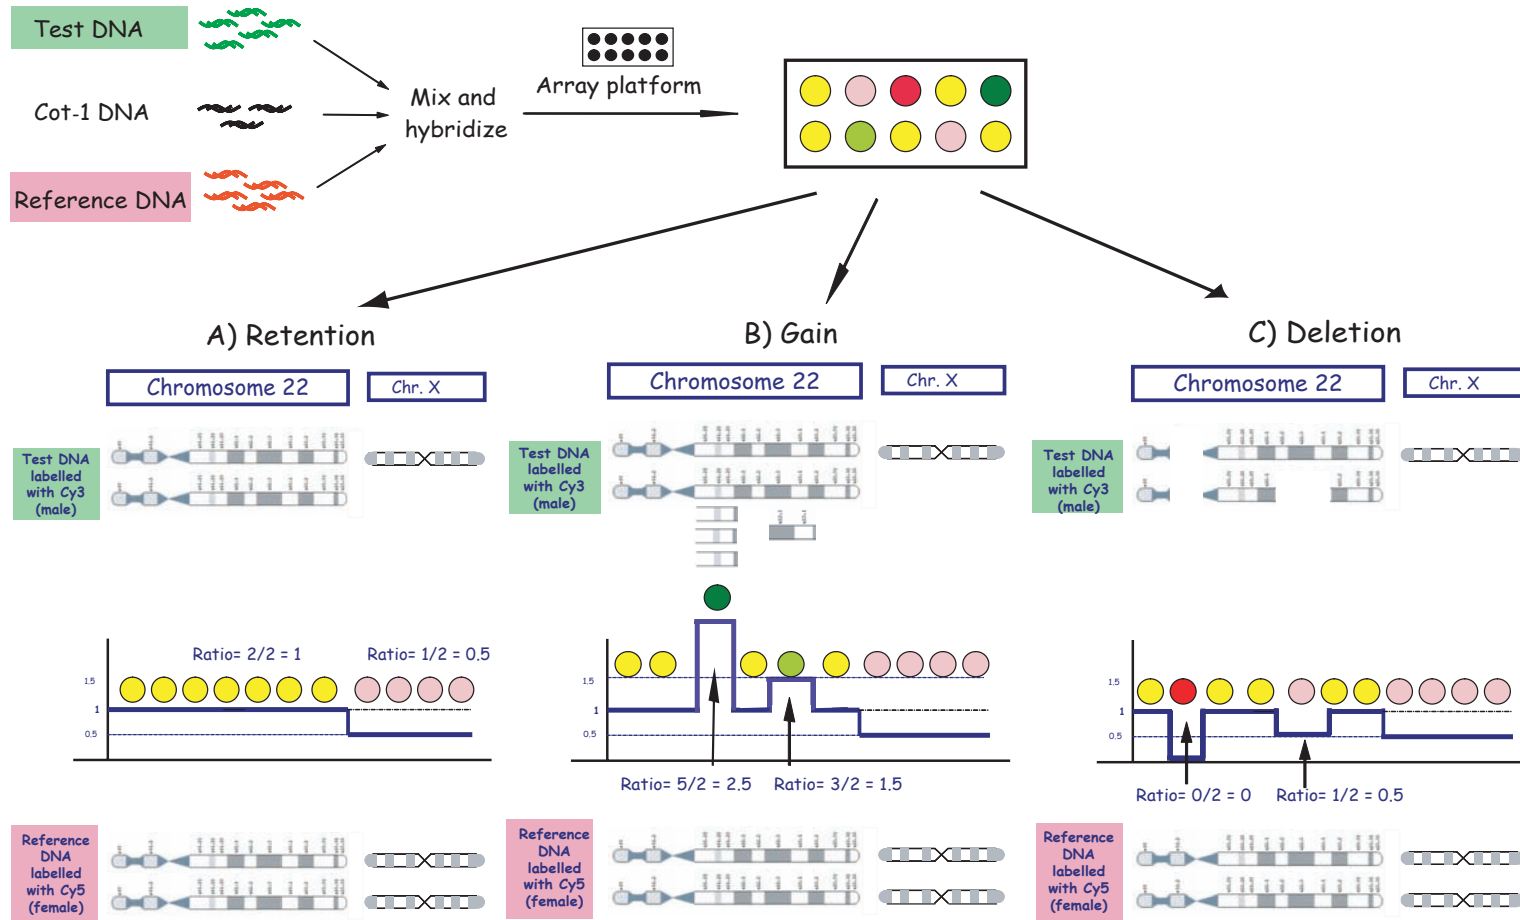 Test DNA
Cot-1 DNA
Reference DNA
Mix and
hybridize
Array platform
A) Retention
Chromosome 22
Chr. X
Test DNA
labelled
with Cy3
(male)
Ratio= 2/2 = 1
Ratio= 1/2 = 0.5
1.5
1
0.5
Reference
DNA
labelled
with Cy5
(female)
B) Gain
Chromosome 22
Chr. X
Test DNA
labelled
with Cy3
(male)
1.5
1
0.5
Ratio= 5/2 = 2.5
Ratio= 3/2 = 1.5
Reference
DNA
labelled
with Cy5
(female)
C) Deletion
Chromosome 22
Chr. X
Test DNA
labelled
with Cy3
(male)
1.5
1
0.5
Ratio= 0/2 = 0
Ratio= 1/2 = 0.5
Reference
DNA
labelled
with Cy5
(female)